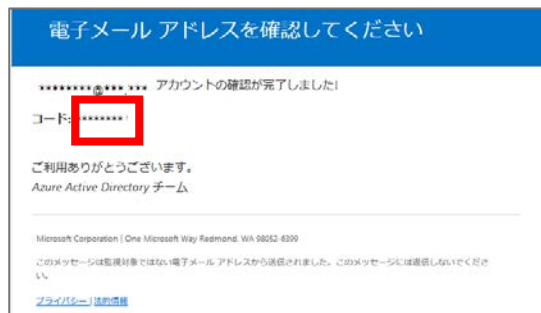 電子メール アドレスを確認してください
********@***.*** アカウントの確認が完了しました!
コード: ********
ご利用ありがとうございます。
Azure Active Directory チーム
Microsoft Corporation | One Microsoft Way Redmond, WA 98052-6399
このメッセージは監視対象ではない電子メール アドレスから送信されました。このメッセージには返信しないでくださ
い。
プライバシー | 法的情報